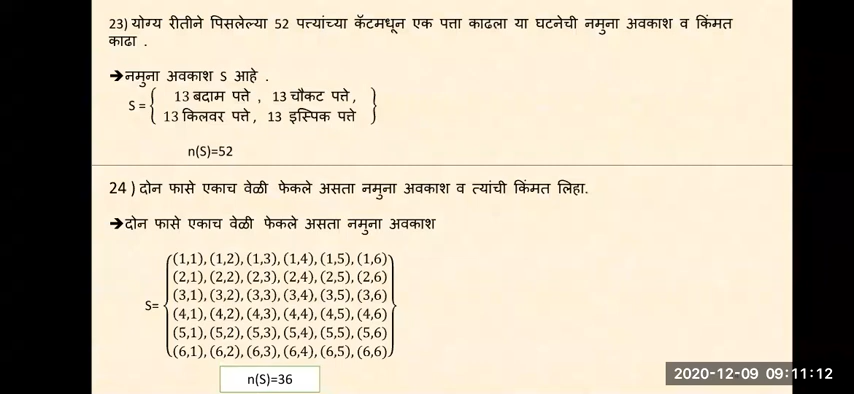 23) योग्य रीतीने पिसलेल्या 52 पत्त्यांच्या कॅटमधून एक पत्ता काढला या घटनेची नमुना अवकाश व किंमत
काढा .
➔नमुना अवकाश S आहे .
S = { 13 बदाम पत्ते , 13 चौकट पत्ते,
13 किलवर पत्ते, 13 इस्पिक पत्ते }
n(S)=52
24 ) दोन फासे एकाच वेळी फेकले असता नमुना अवकाश व त्यांची किंमत लिहा.
➔दोन फासे एकाच वेळी फेकले असता नमुना अवकाश
S= { (1,1), (1,2), (1,3), (1,4), (1,5), (1,6)
(2,1), (2,2), (2,3), (2,4), (2,5), (2,6)
(3,1), (3,2), (3,3), (3,4), (3,5), (3,6)
(4,1), (4,2), (4,3), (4,4), (4,5), (4,6)
(5,1), (5,2), (5,3), (5,4), (5,5), (5,6)
(6,1), (6,2), (6,3), (6,4), (6,5), (6,6) }
n(S)=36
2020-12-09 09:11:12